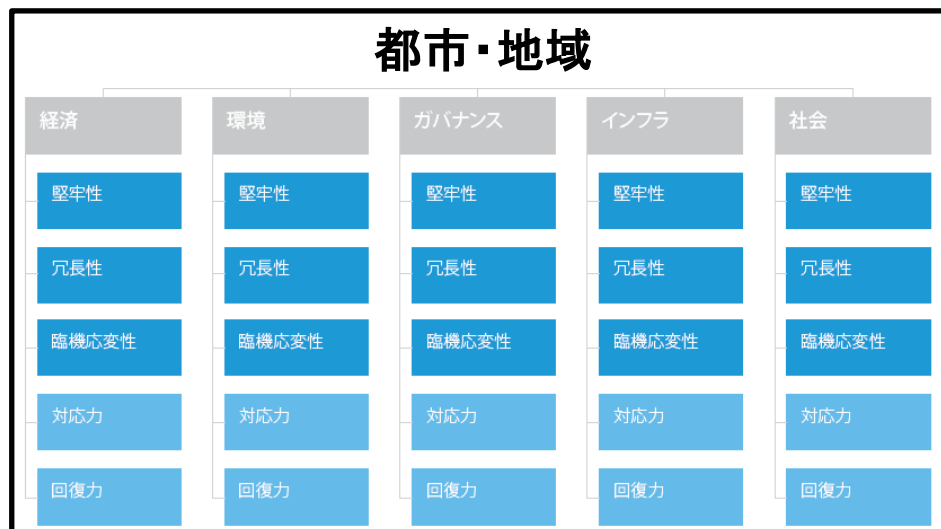 都市・地域
経済
環境
ガバナンス
インフラ
社会
堅牢性
堅牢性
堅牢性
堅牢性
堅牢性
冗長性
冗長性
冗長性
冗長性
冗長性
臨機応変性
臨機応変性
臨機応変性
臨機応変性
臨機応変性
対応力
対応力
対応力
対応力
対応力
回復力
回復力
回復力
回復力
回復力